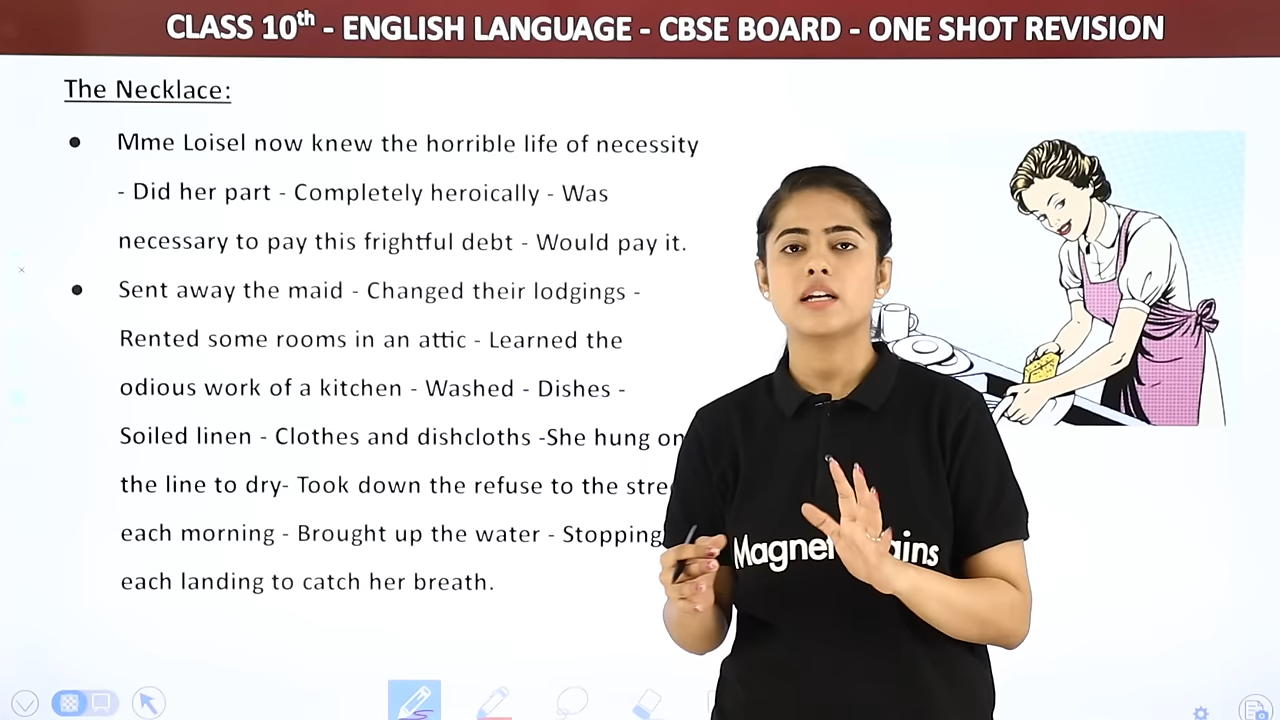 CLASS 10th - ENGLISH LANGUAGE - CBSE BOARD - ONE SHOT REVISION
The Necklace:
● Mme Loisel now knew the horrible life of necessity
- Did her part - Completely heroically - Was
necessary to pay this frightful debt - Would pay it.
● Sent away the maid - Changed their lodgings -
Rented some rooms in an attic - Learned the
odious work of a kitchen - Washed - Dishes -
Soiled linen - Clothes and dishcloths -She hung on
the line to dry- Took down the refuse to the
each morning - Brought up the water - Stopping
each landing to catch her breath.